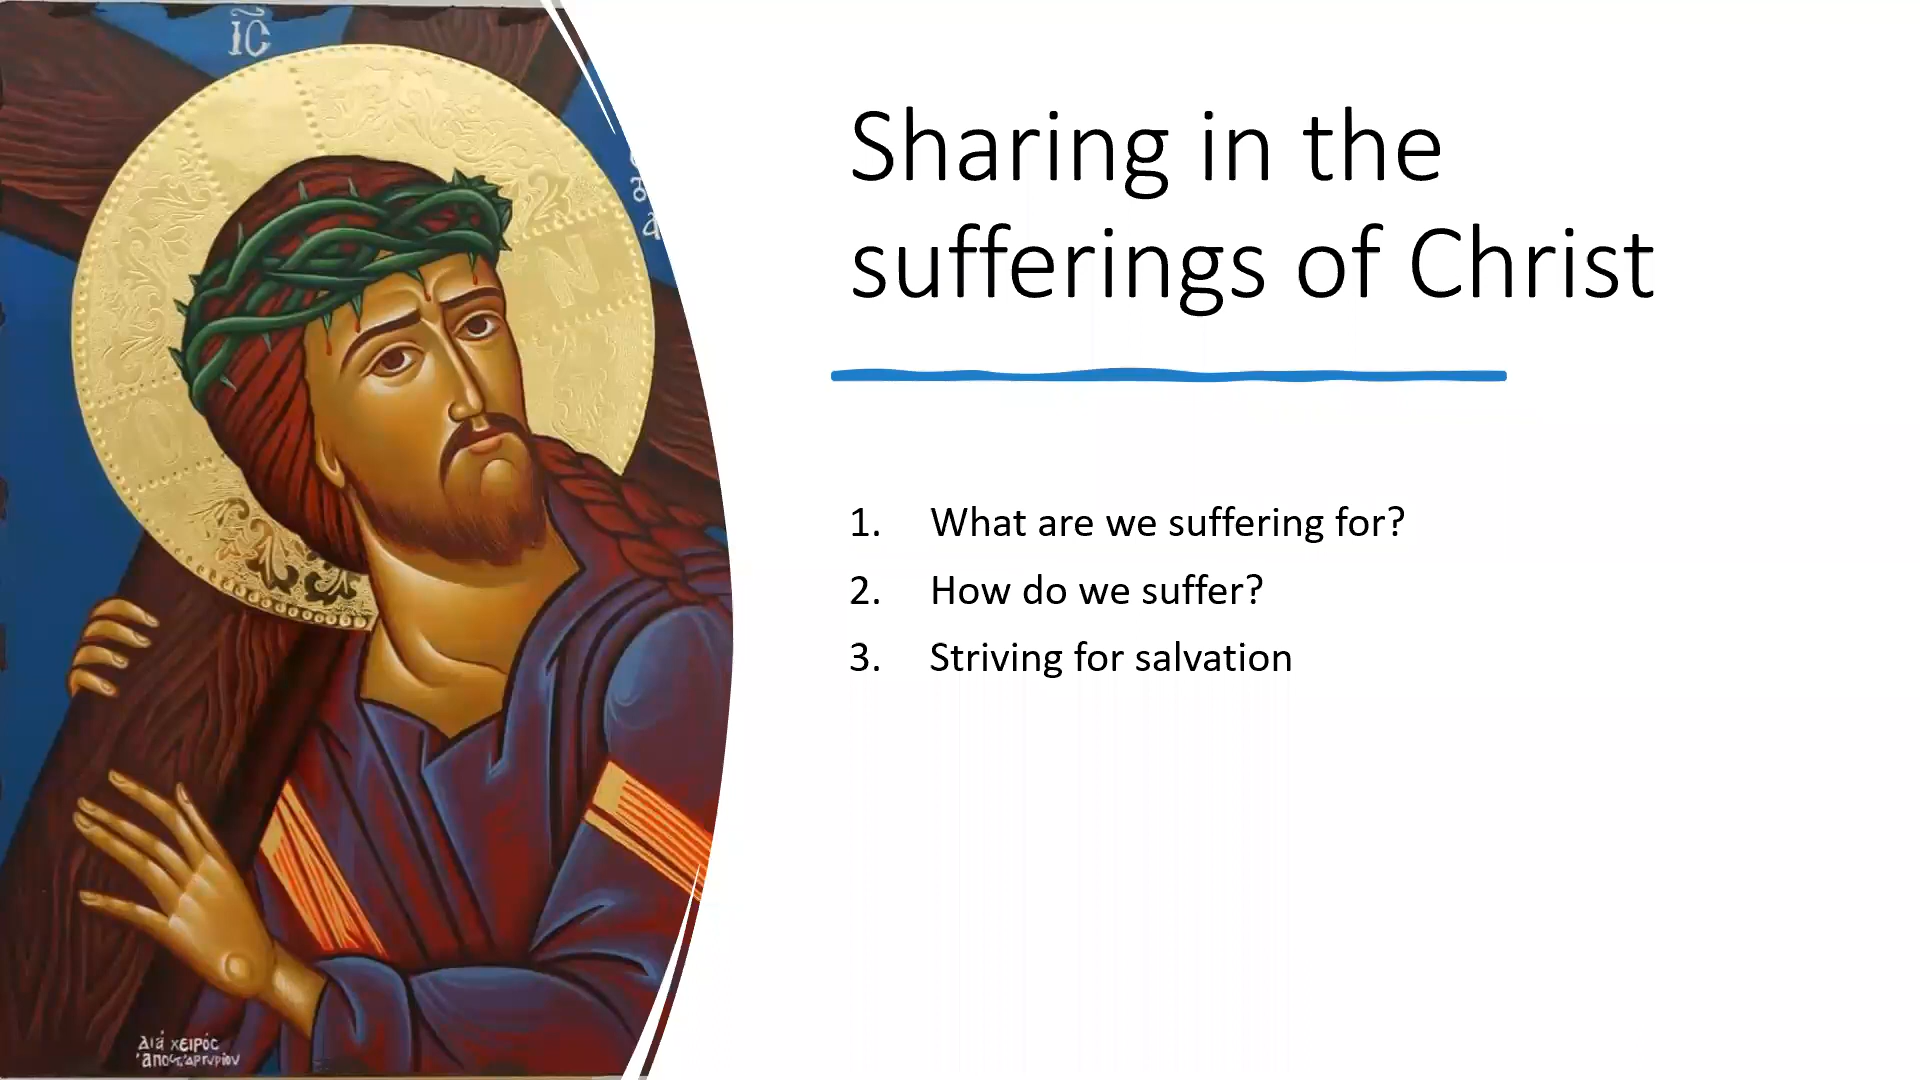 ἸC
Sharing in the
sufferings of Christ
1. What are we suffering for?
2. How do we suffer?
3. Striving for salvation
Ο
Ν
Διά χειρός